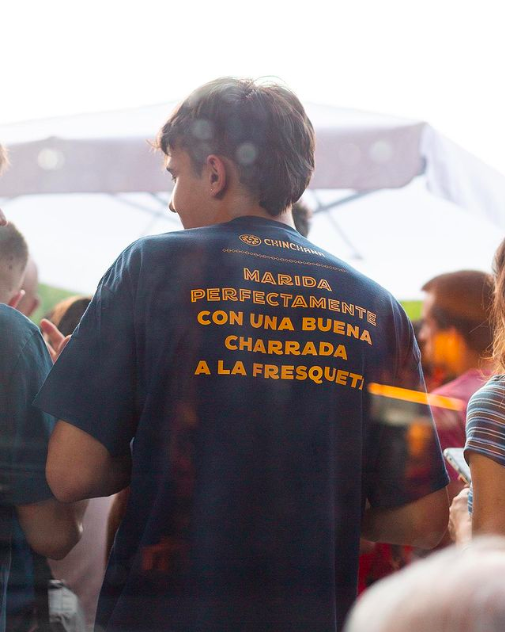 MARIDA
PERFECTAMENTE
CON UNA BUENA
CHARRADA
A LA FRESQUETA